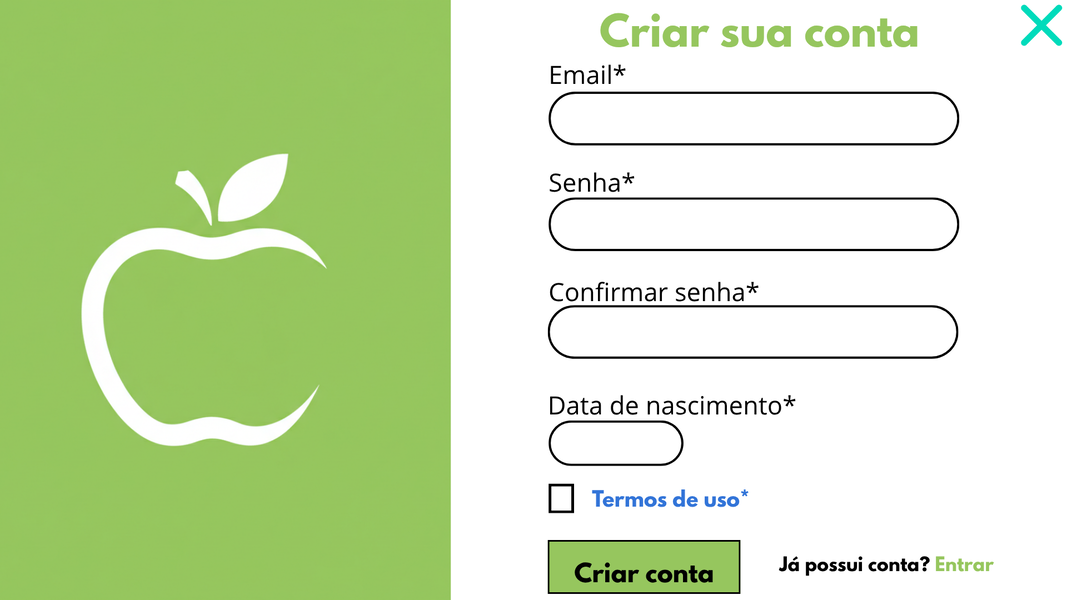 Criar sua conta
Email*
Senha*
Confirmar senha*
Data de nascimento*
Termos de uso*
Criar conta
Já possui conta? Entrar